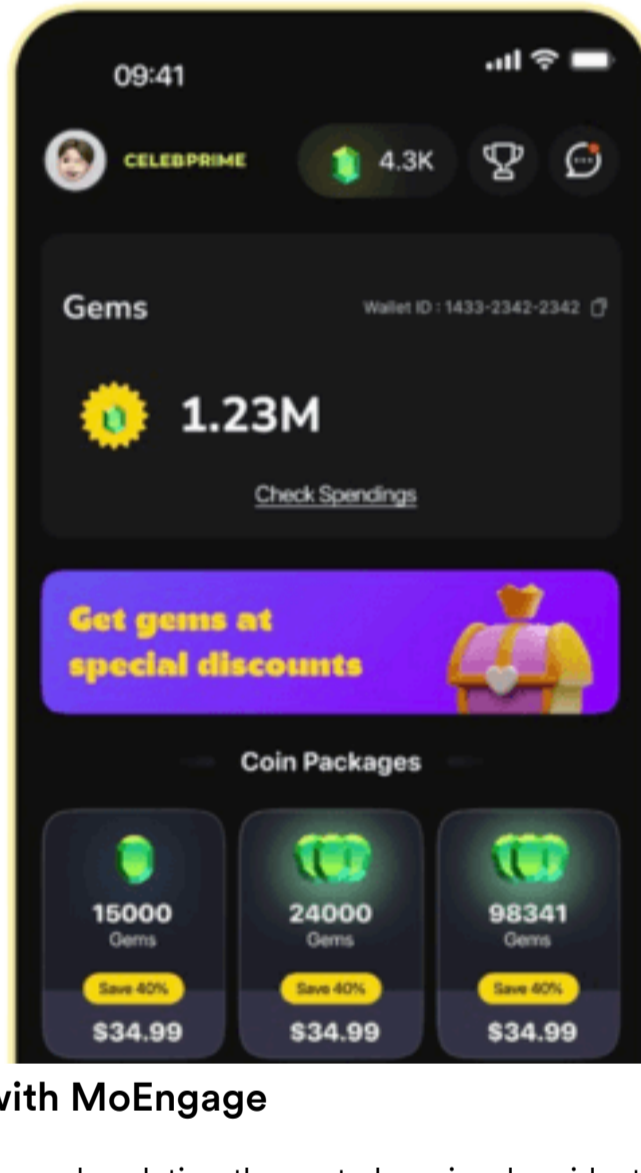 09:41
CELEBPRIME
4.3K
Gems
Wallet ID : 1433-2342-2342
1.23M
Check Spendings
Get gems at
special discounts
Coin Packages
15000
Gems
Save 40%
$34.99
24000
Gems
Save 40%
$34.99
98341
Gems
Save 40%
$34.99
with MoEngage